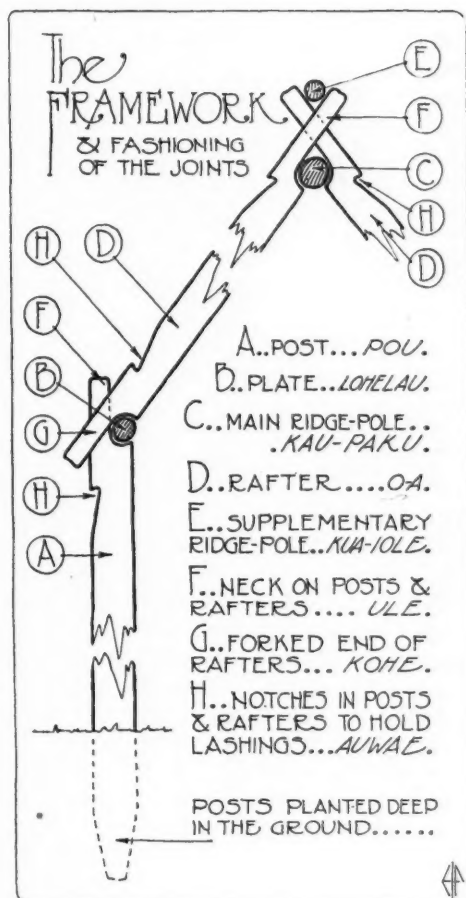 The
FRAMEWORK
& FASHIONING
OF THE JOINTS
E
F
C
H
D
D
H
F
B
G
H
A
A..POST...POU.
B..PLATE..LOHELAU.
C..MAIN RIDGE-POLE..
.KAU-PAKU.
D..RAFTER....O-A.
E..SUPPLEMENTARY
RIDGE-POLE..KUA-IOLE.
F..NECK ON POSTS &
RAFTERS.... ULE.
G..FORKED END OF
RAFTERS... KOHE.
H..NOTCHES IN POSTS
& RAFTERS TO HOLD
LASHINGS...AUWAE.
POSTS PLANTED DEEP
IN THE GROUND......